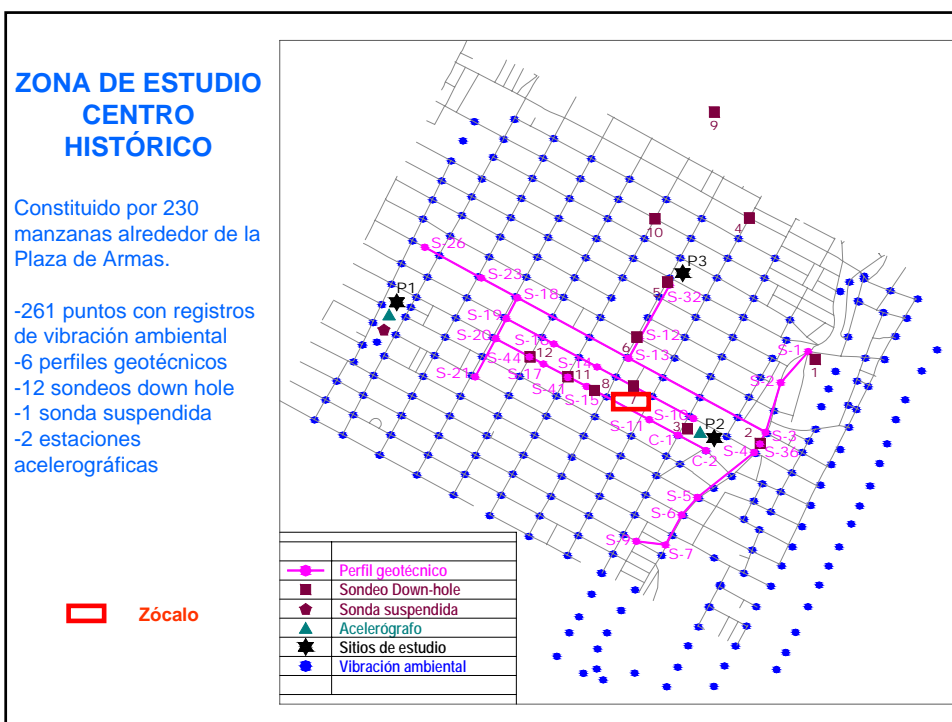 ZONA DE ESTUDIO
CENTRO
HISTÓRICO
Constituido por 230
manzanas alrededor de la
Plaza de Armas.
-261 puntos con registros
de vibración ambiental
-6 perfiles geotécnicos
-12 sondeos down hole
-1 sonda suspendida
-2 estaciones
acelerográficas
Zócalo
9
4
10
S-26
P3
S-23
5
P1
S-32
S-18
S-19
S-12
S-20
S-16
6
S-13
S-1
S-44
12
S-14
1
S-21
S-17
11
S-2
S-41
8
7
S-15
S-10
S-11
3
P2
2
S-3
C-1
S-4
S-36
C-2
S-5
S-6
S-9
S-7
Perfil geotécnico
Sondeo Down-hole
Sonda suspendida
Acelerógrafo
Sitios de estudio
Vibración ambiental